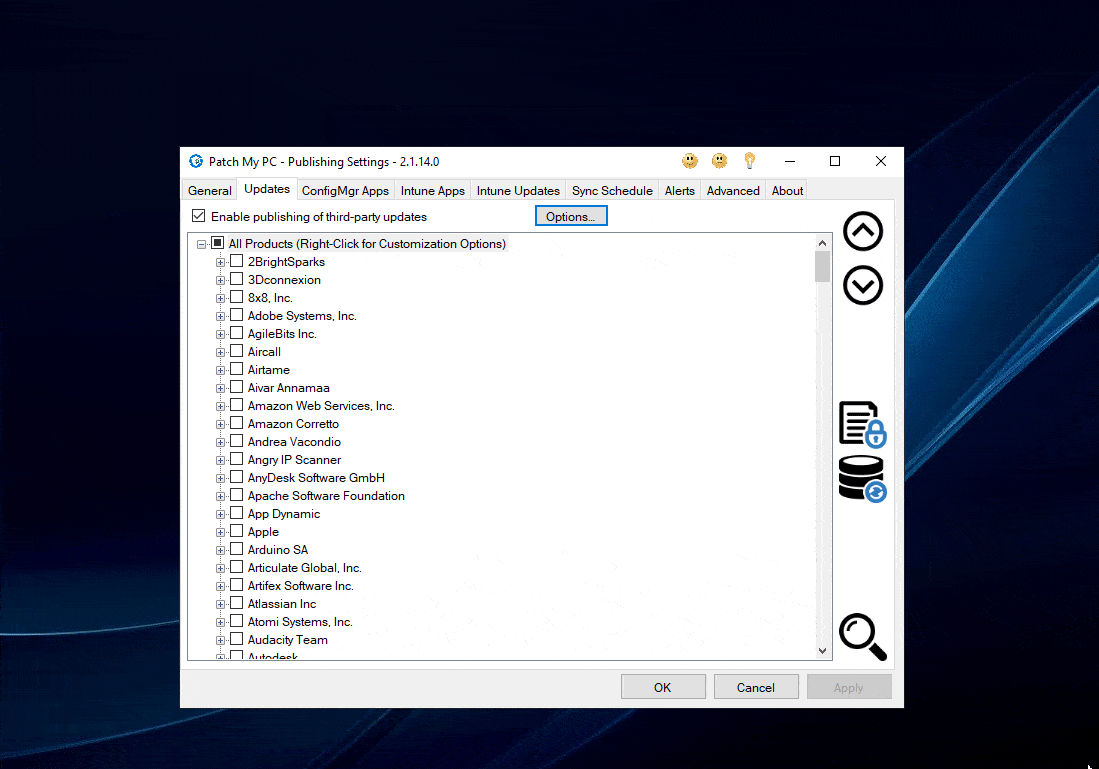 Patch My PC - Publishing Settings - 2.1.14.0
General Updates ConfigMgr Apps Intune Apps Intune Updates Sync Schedule Alerts Advanced About
Enable publishing of third-party updates Options...
All Products (Right-Click for Customization Options)
2BrightSparks
3Dconnexion
8x8, Inc.
Adobe Systems, Inc.
AgileBits Inc.
Aircall
Airtame
Aivar Annamaa
Amazon Web Services, Inc.
Amazon Corretto
Andrea Vacondio
Angry IP Scanner
AnyDesk Software GmbH
Apache Software Foundation
App Dynamic
Apple
Arduino SA
Articulate Global, Inc.
Artifex Software Inc.
Atlassian Inc
Atomi Systems, Inc.
Audacity Team
Autodesk
OK Cancel Apply